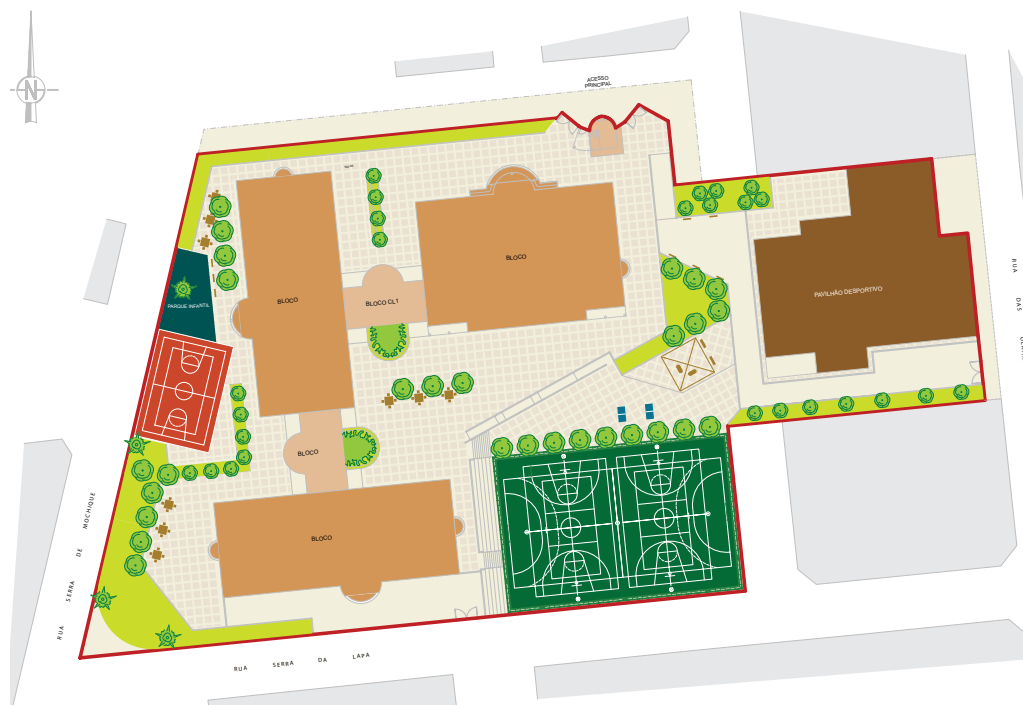 N
ACESSO
PRINCIPAL
BLOCO
BLOCO
BLOCO CL1
PARQUE INFANTIL
PAVILHÃO DESPORTIVO
BLOCO
BLOCO
RUA SERRA DE MOCHIQUE
RUA SERRA DA LAPA
RUA DAS